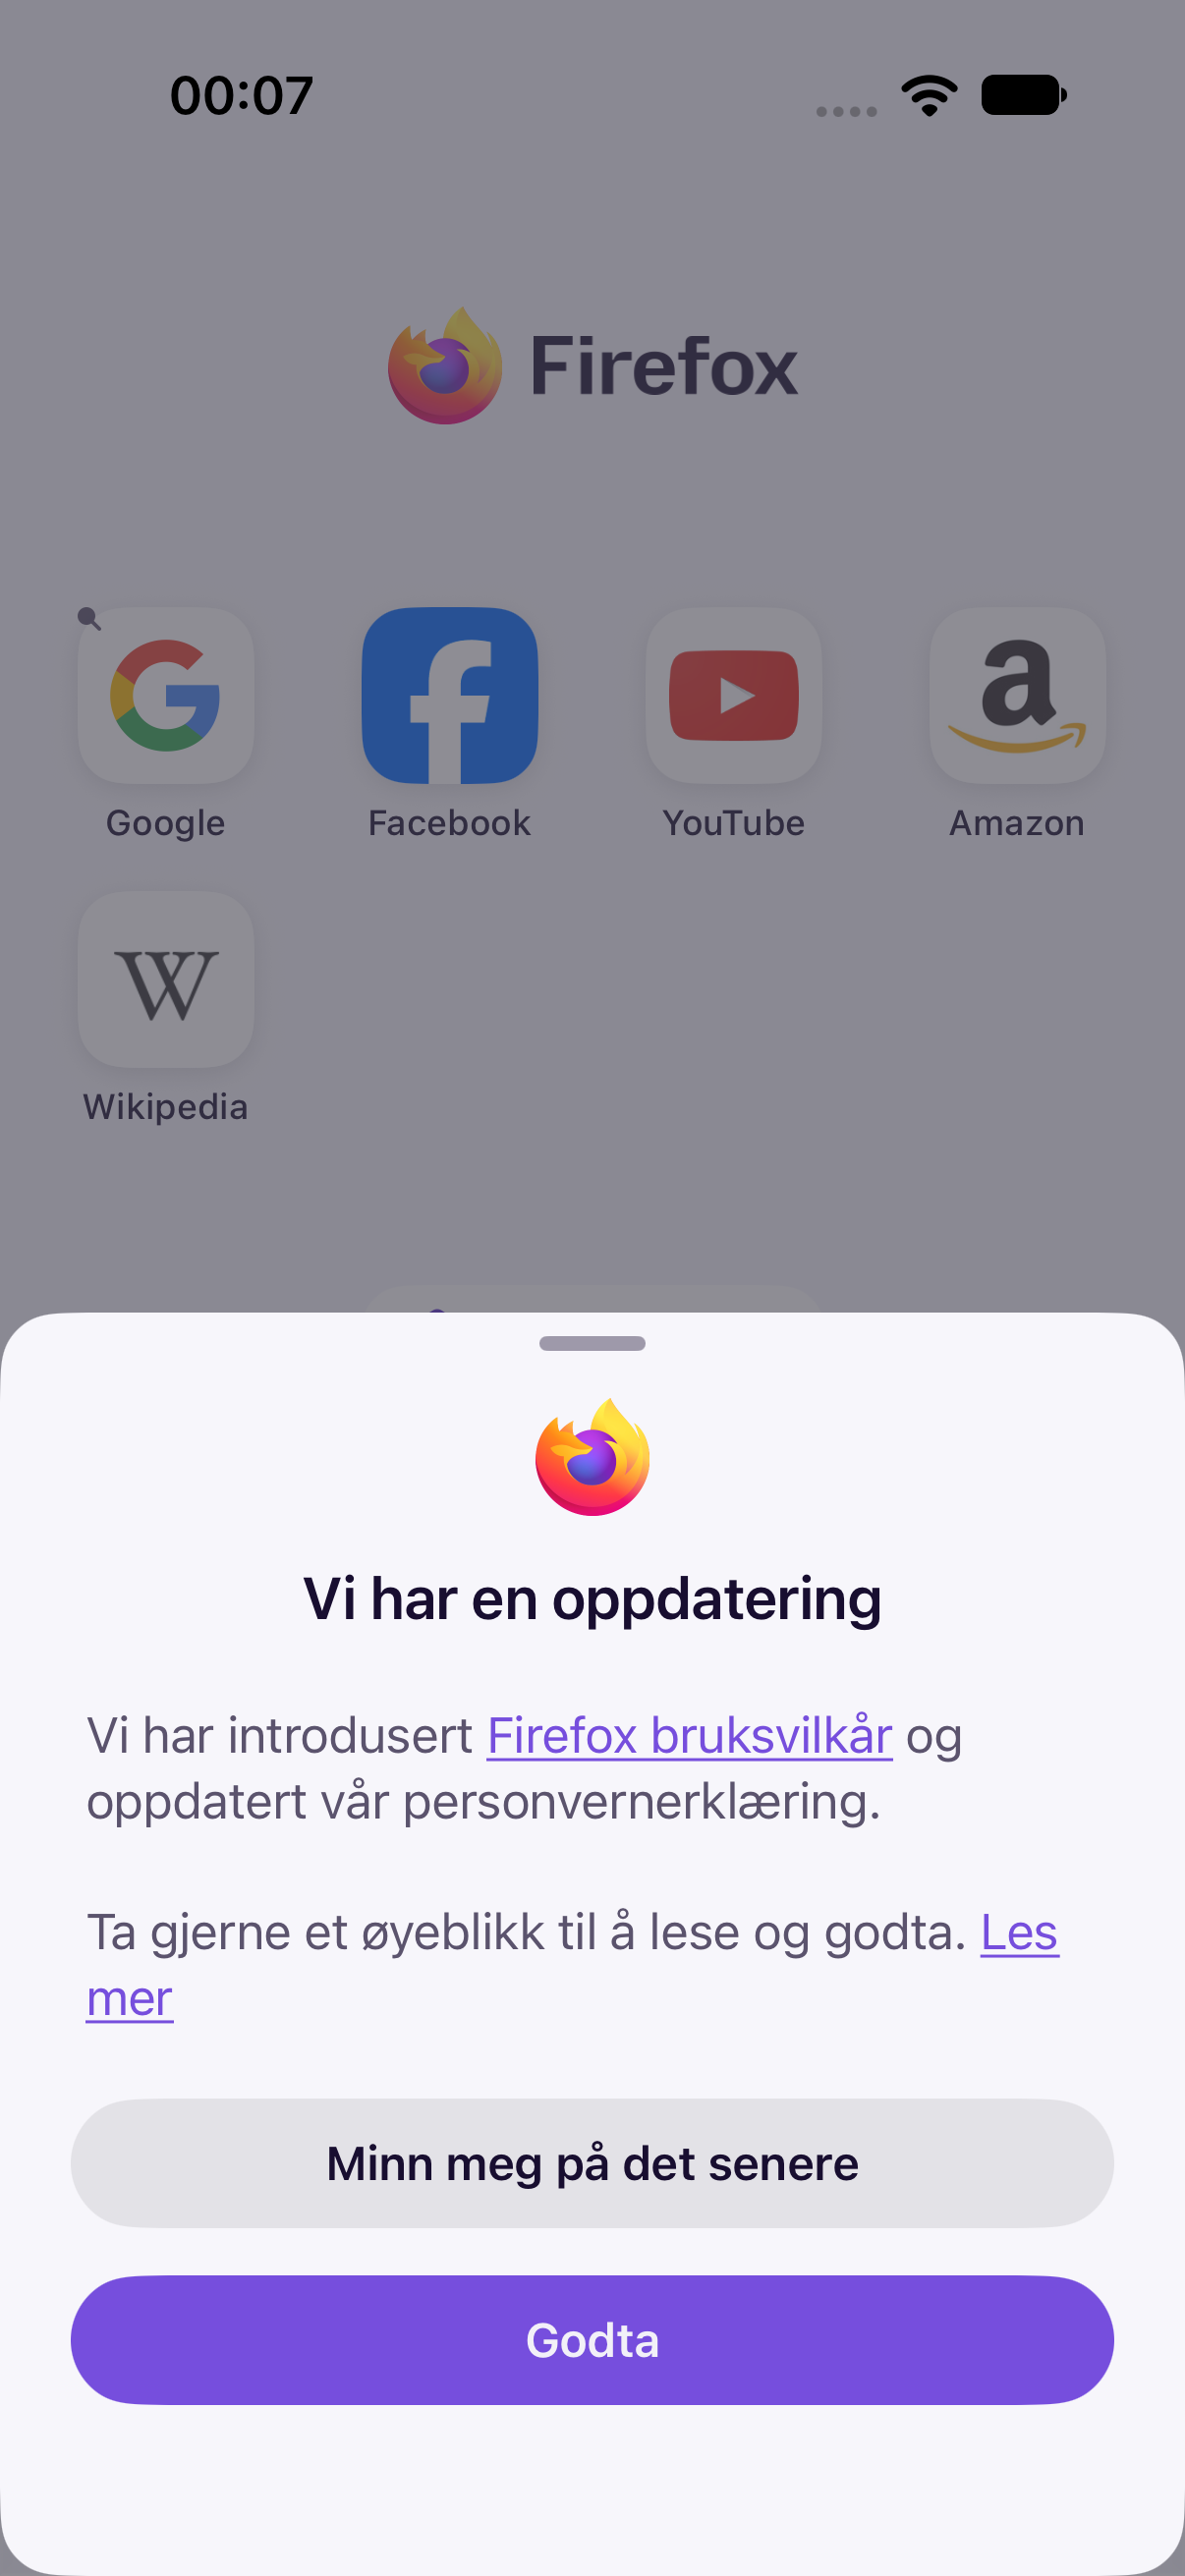 00:07
Firefox
Google Facebook YouTube Amazon
Wikipedia
Vi har en oppdatering
Vi har introdusert Firefox bruksvilkår og
oppdatert vår personvernerklæring.
Ta gjerne et øyeblikk til å lese og godta. Les
mer
Minn meg på det senere
Godta